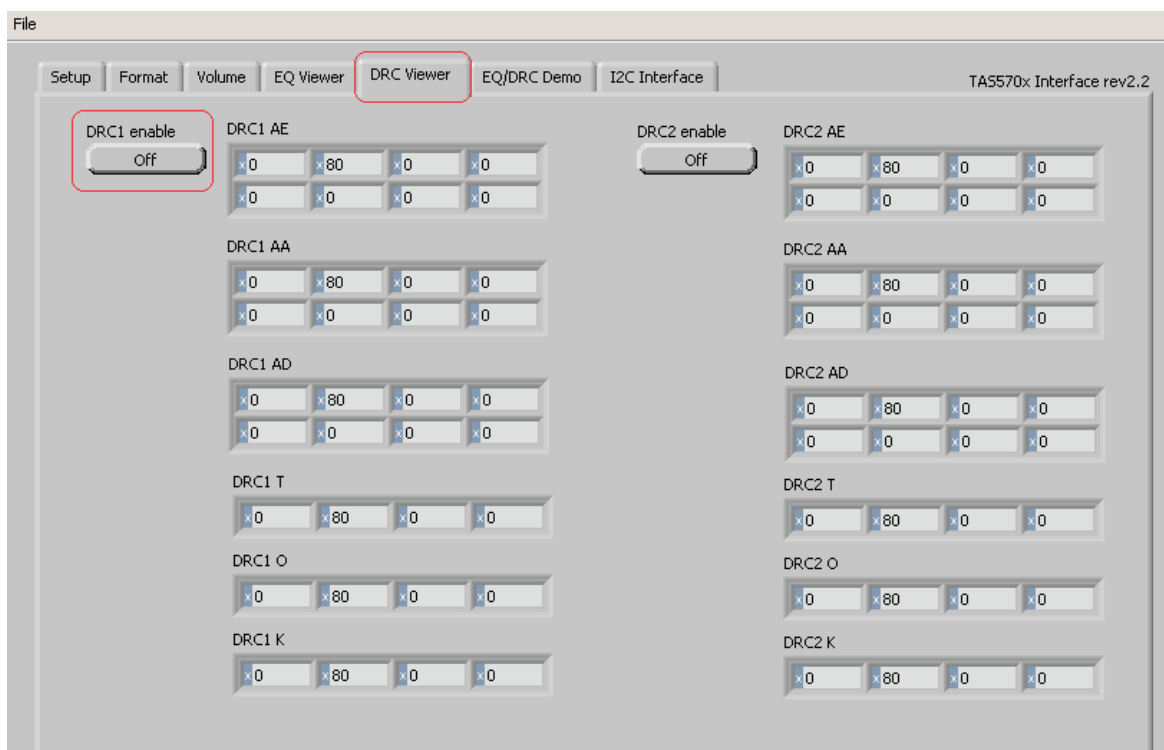 File
Setup Format Volume EQ Viewer DRC Viewer EQ/DRC Demo I2C Interface TAS570x Interface rev2.2
DRC1 enable DRC1 AE DRC2 enable DRC2 AE
Off x0 x80 x0 x0 Off x0 x80 x0 x0
x0 x0 x0 x0 x0 x0 x0 x0
DRC1 AA DRC2 AA
x0 x80 x0 x0 x0 x80 x0 x0
x0 x0 x0 x0 x0 x0 x0 x0
DRC1 AD DRC2 AD
x0 x80 x0 x0 x0 x80 x0 x0
x0 x0 x0 x0 x0 x0 x0 x0
DRC1 T DRC2 T
x0 x80 x0 x0 x0 x80 x0 x0
DRC1 O DRC2 O
x0 x80 x0 x0 x0 x80 x0 x0
DRC1 K DRC2 K
x0 x80 x0 x0 x0 x80 x0 x0